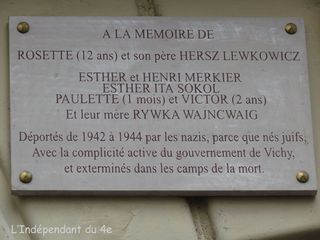 A LA MEMOIRE DE
ROSETTE (12 ans) et son père HERSZ LEWKOWICZ
ESTHER et HENRI MERKIER
ESTHER ITA SOKOL
PAULETTE (1 mois) et VICTOR (2 ans)
Et leur mère RYWKA WAJNCWAIG
Déportés de 1942 à 1944 par les nazis, parce que nés juifs,
Avec la complicité active du gouvernement de Vichy,
et exterminés dans les camps de la mort.
L'Indépendant du 4e